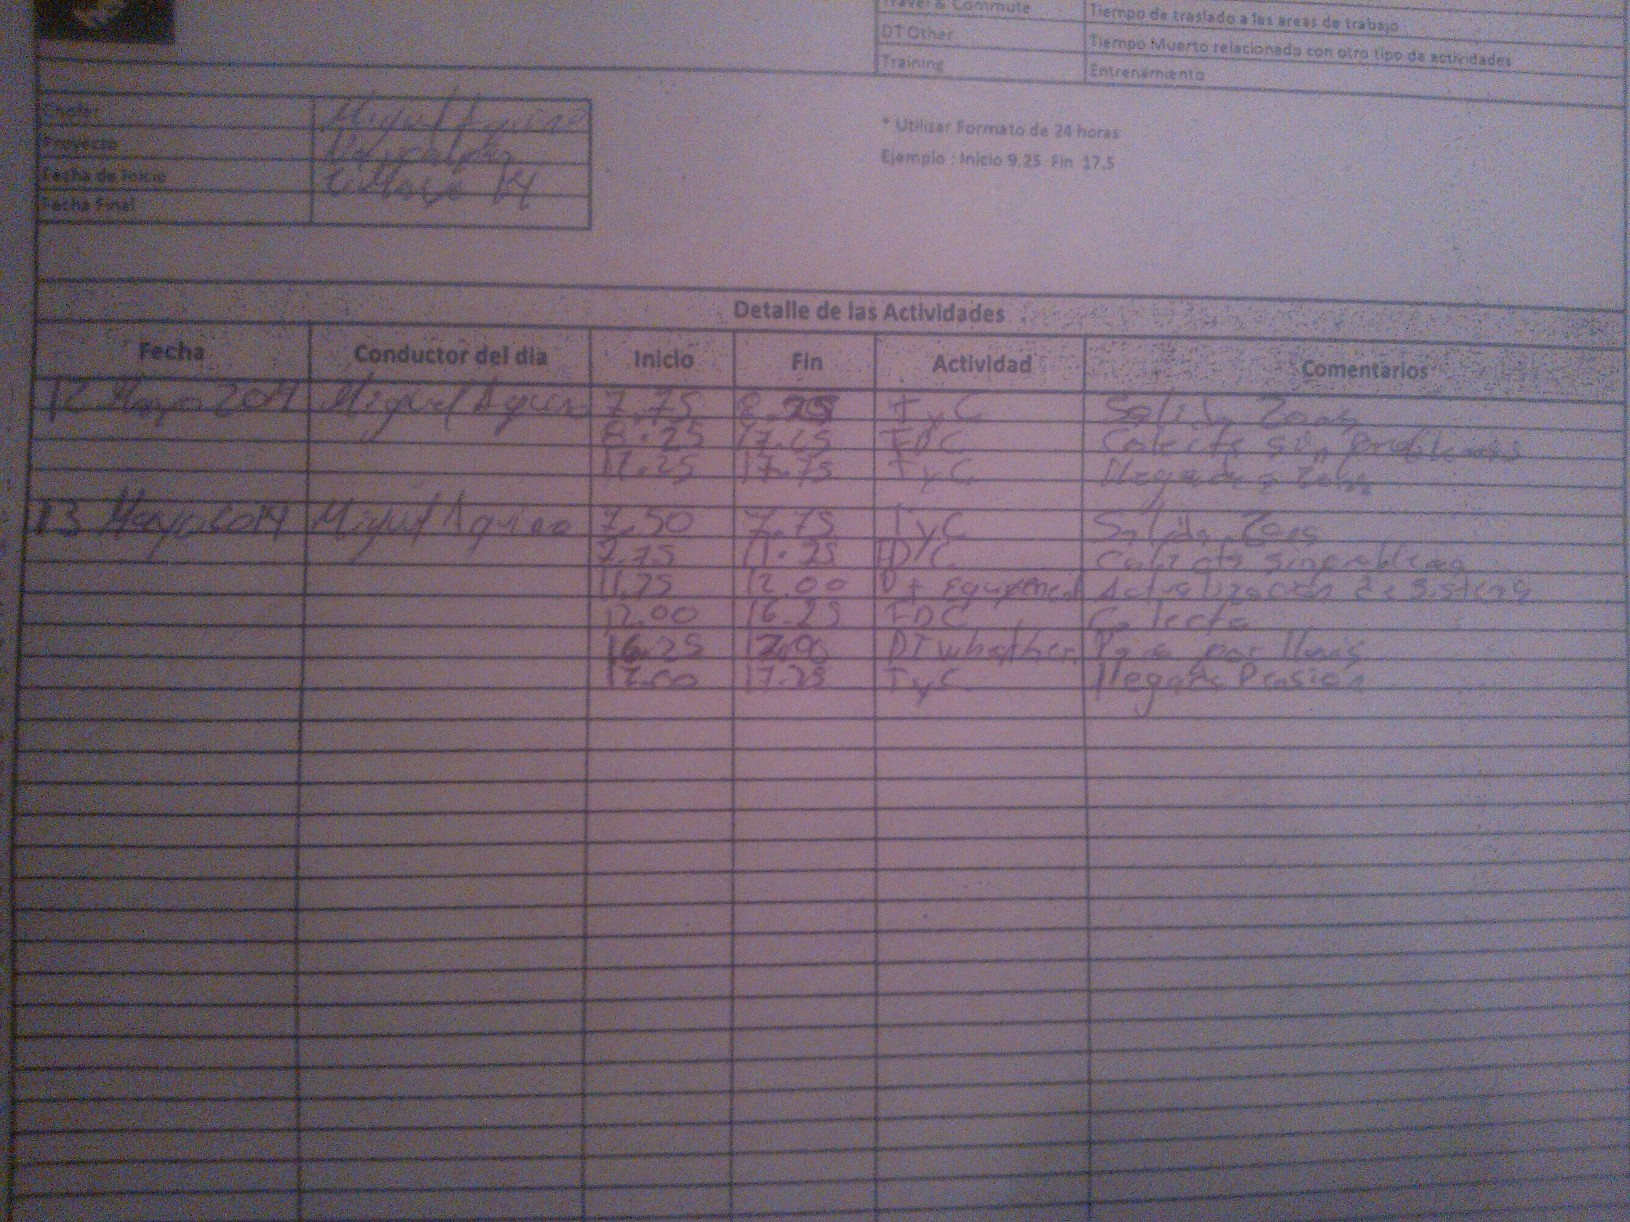 Travel & Commute Tiempo de traslado a las areas de trabajo
DT Other Tiempo Muerto relacionado con otro tipo de actividades
Training Entrenamiento
Chofer Miguel Aquino
* Utilizar Formato de 24 horas
Proyecto
Ejemplo : Inicio 9.25 Fin 17.5
Fecha de Inicio 12 Mayo 14
Fecha Final
Detalle de las Actividades
Fecha Conductor del dia Inicio Fin Actividad Comentarios
12 Mayo 2014 Miguel Aquino 7.75 8.25 T y C Salida Zona
8.25 17.25 FDC Colecta sin problemas
17.25 17.75 T y C llegada a Zona
13 Mayo 2014 Miguel Aquino 7.50 7.75 T y C Salida Zona
7.75 11.75 FDC Colecta sin problemas
11.75 12.00 DT equipment Actualización de sistema
12.00 16.25 FDC Colecta
16.25 17.00 DT whather Paro por lluvias
17.00 17.25 T y C llegada